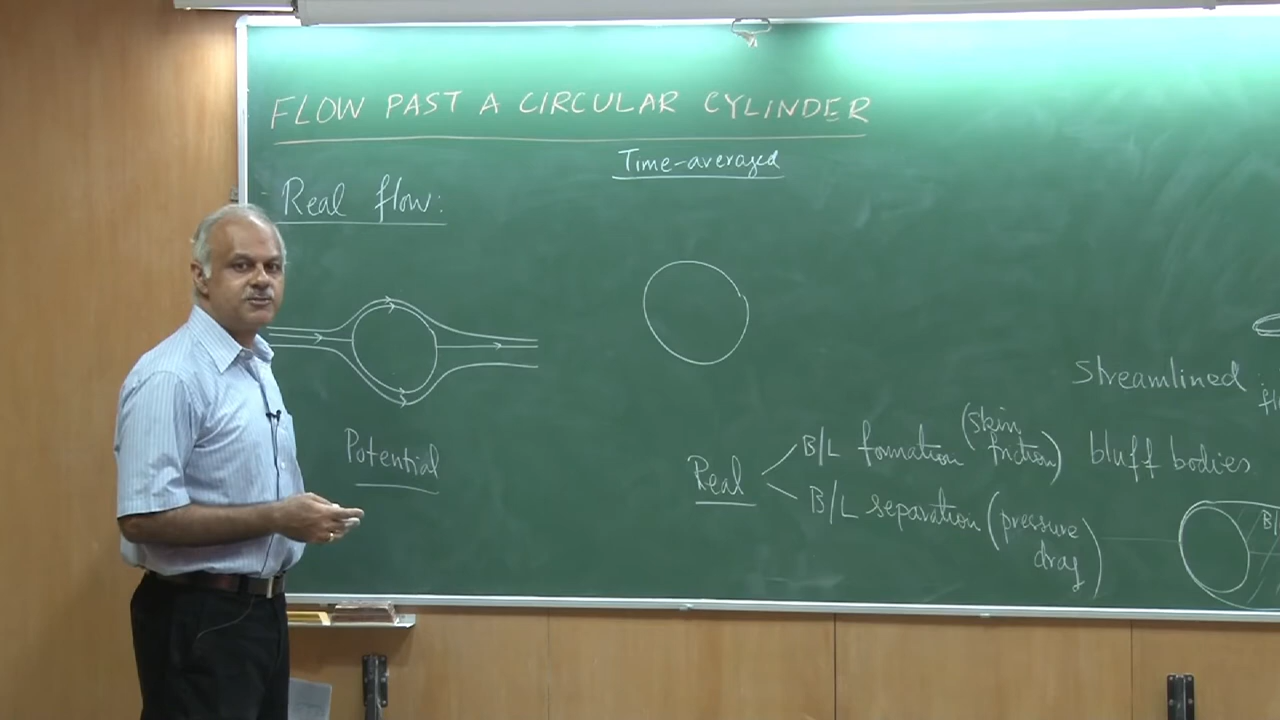 FLOW PAST A CIRCULAR CYLINDER
Time-averaged
Real flow:
Potential
Real
B/L formation (skin friction)
B/L separation (pressure drag)
Streamlined
bluff bodies
B/